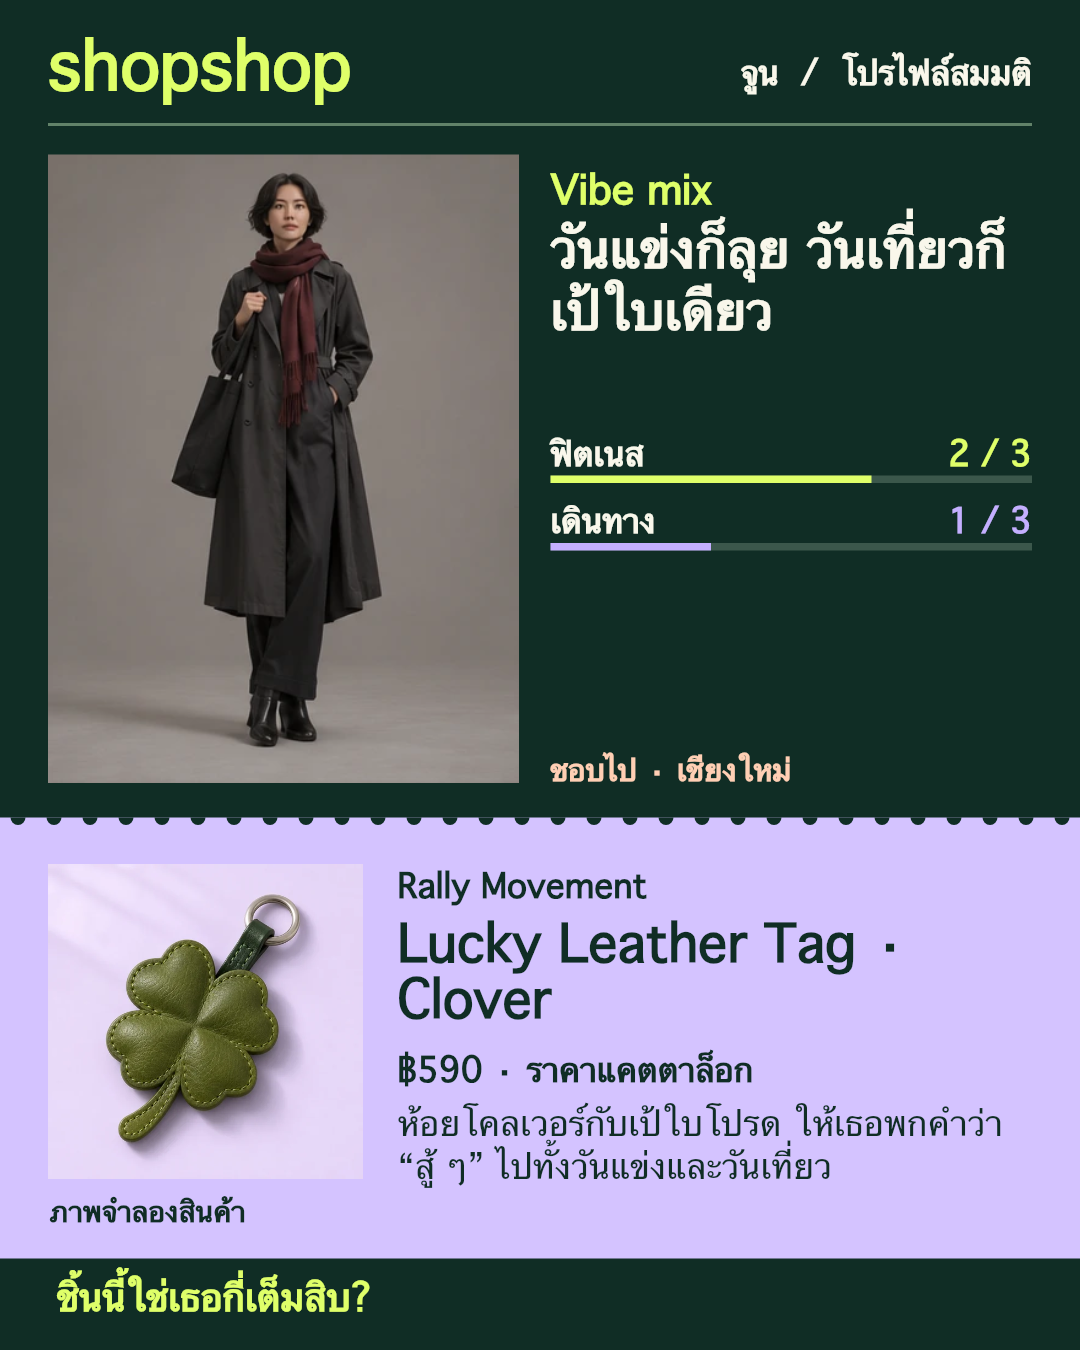 shopshop
จูน / โปรไฟล์สมมติ
Vibe mix
วันแข่งก็ลุย วันเที่ยวก็
เป้ใบเดียว
ฟิตเนส 2 / 3
เดินทาง 1 / 3
ชอบไป · เชียงใหม่
Rally Movement
Lucky Leather Tag ·
Clover
฿590 · ราคาแคตตาล็อก
ห้อยโคลเวอร์กับเป้ใบโปรด ให้เธอพกคำว่า
“สู้ ๆ” ไปทั้งวันแข่งและวันเที่ยว
ภาพจำลองสินค้า
ชิ้นนี้ใช่เธอกี่เต็มสิบ?